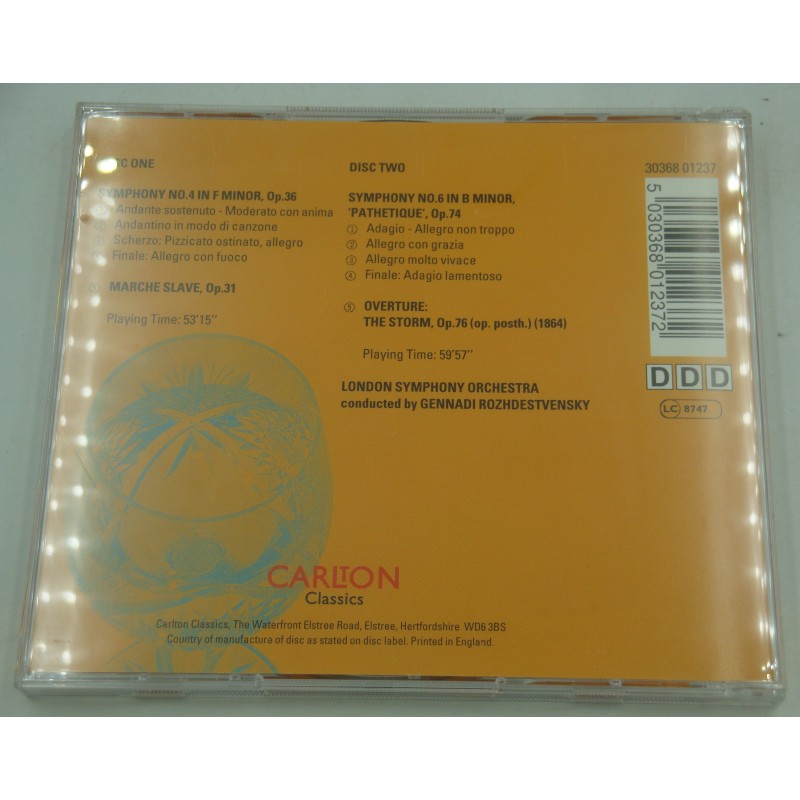 C ONE
SYMPHONY NO.4 IN F MINOR, Op.36
Andante sostenuto - Moderato con anima
Andantino in modo di canzone
Scherzo: Pizzicato ostinato, allegro
Finale: Allegro con fuoco
MARCHE SLAVE, Op.31
Playing Time: 53'15"
DISC TWO
SYMPHONY NO.6 IN B MINOR,
'PATHETIQUE', Op.74
1 Adagio - Allegro non troppo
2 Allegro con grazia
3 Allegro molto vivace
4 Finale: Adagio lamentoso
5 OVERTURE:
THE STORM, Op.76 (op. posth.) (1864)
Playing Time: 59'57"
LONDON SYMPHONY ORCHESTRA
conducted by GENNADI ROZHDESTVENSKY
30368 01237
5 030368 012372
DDD
LC 8747
CARLTON
Classics
Carlton Classics, The Waterfront Elstree Road, Elstree, Hertfordshire WD6 3BS
Country of manufacture of disc as stated on disc label. Printed in England.